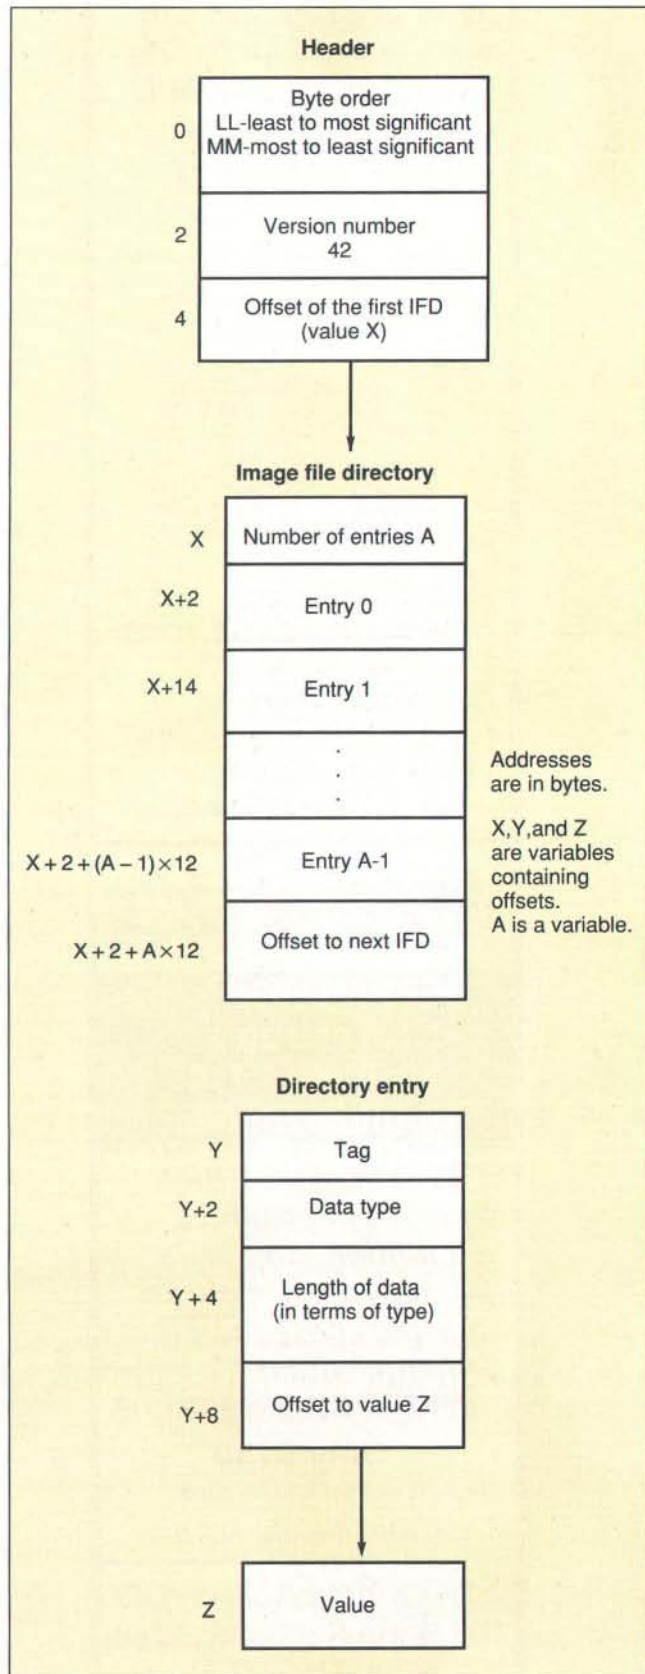 Header
0
Byte order
LL-least to most significant
MM-most to least significant
2
Version number
42
4
Offset of the first IFD
(value X)
Image file directory
X
Number of entries A
X+2
Entry 0
X+14
Entry 1
.
.
.
Addresses
are in bytes.
X,Y,and Z
are variables
containing
offsets.
A is a variable.
X + 2 + (A – 1) × 12
Entry A-1
X + 2 + A × 12
Offset to next IFD
Directory entry
Y
Tag
Y+2
Data type
Y + 4
Length of data
(in terms of type)
Y+8
Offset to value Z
Z
Value